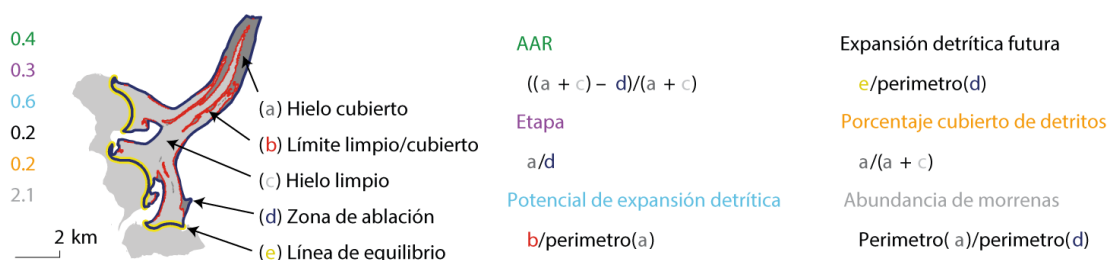 0.4
0.3
0.6
0.2
0.2
2.1
2 km
(a) Hielo cubierto
(b) Límite limpio/cubierto
(c) Hielo limpio
(d) Zona de ablación
(e) Línea de equilibrio
AAR
((a + c) – d)/(a + c)
Etapa
a/d
Potencial de expansión detrítica
b/perimetro(a)
Expansión detrítica futura
e/perimetro(d)
Porcentaje cubierto de detritos
a/(a + c)
Abundancia de morrenas
Perimetro( a)/perimetro(d)